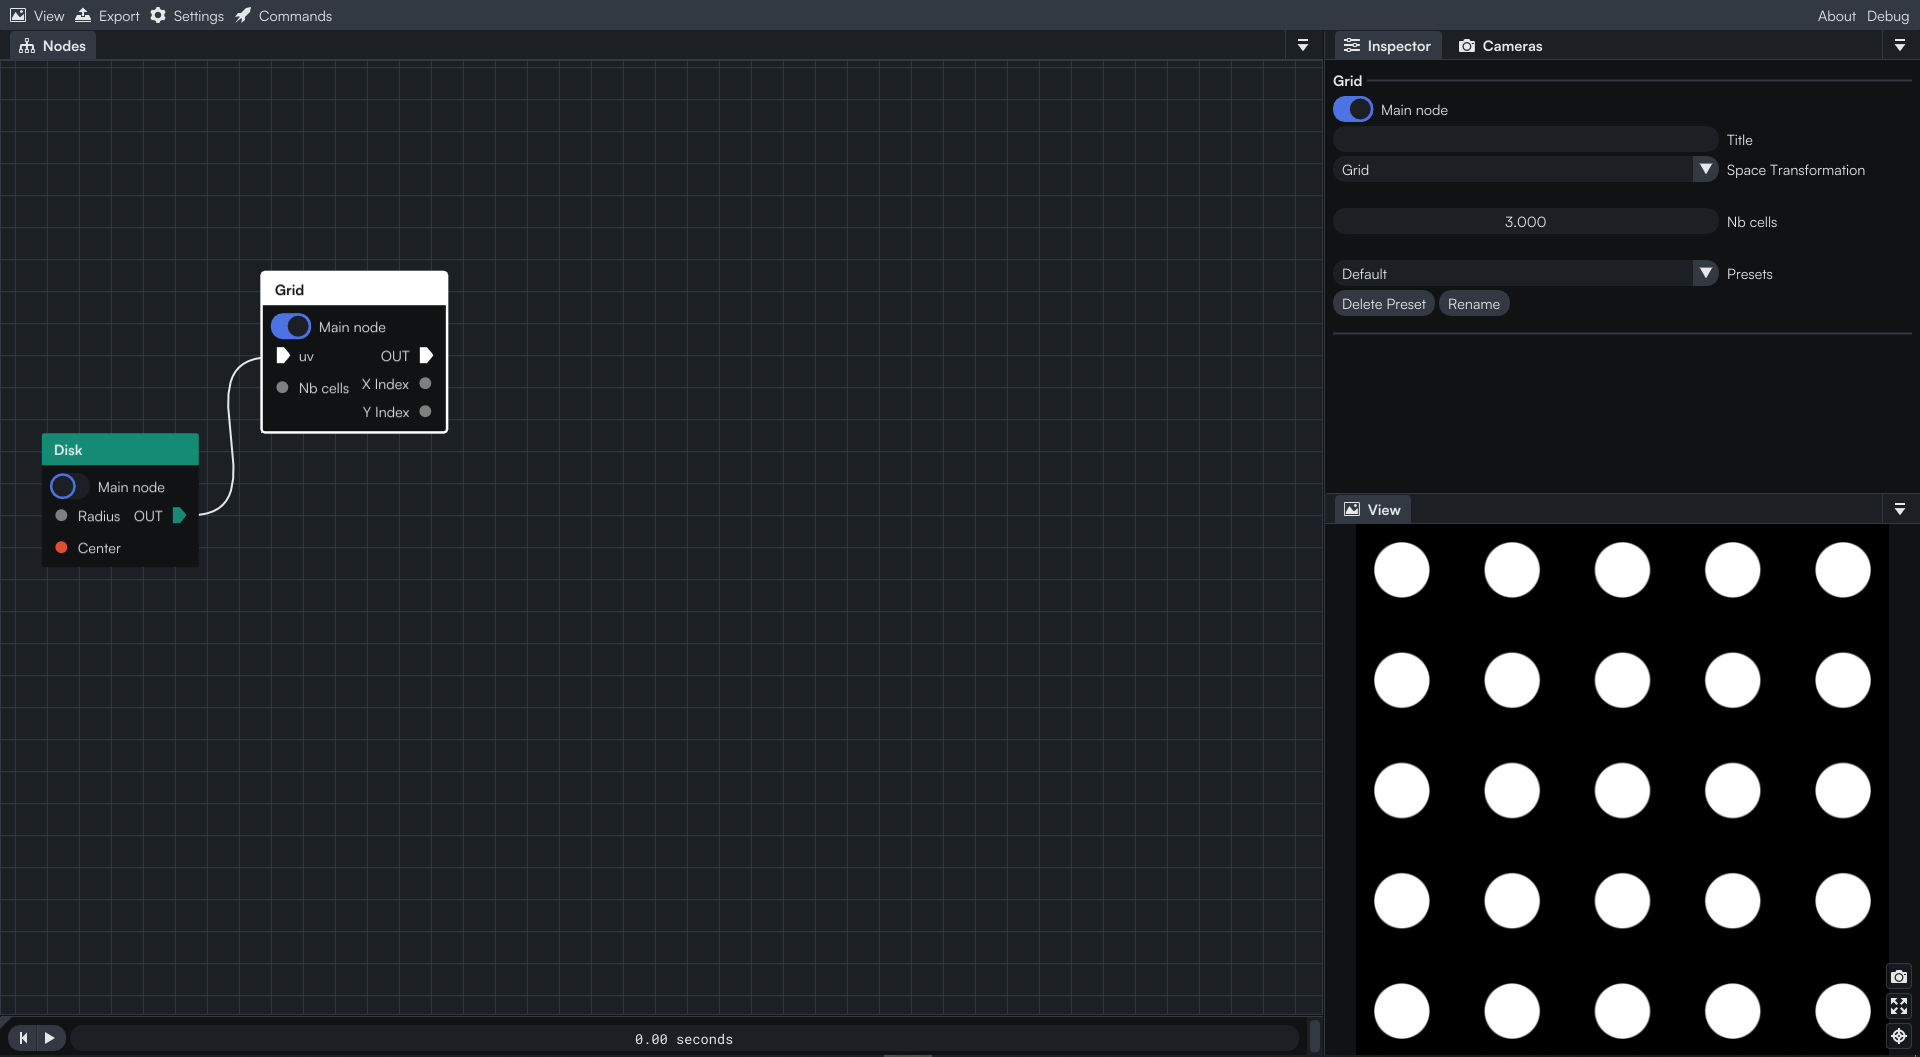 View Export Settings Commands About Debug
Nodes
Inspector Cameras
Grid
Main node
Title
Grid Space Transformation
3.000 Nb cells
Default Presets
Delete Preset Rename
Grid
Main node
uv OUT
Nb cells X Index
Y Index
Disk
Main node
Radius OUT
Center
View
0.00 seconds